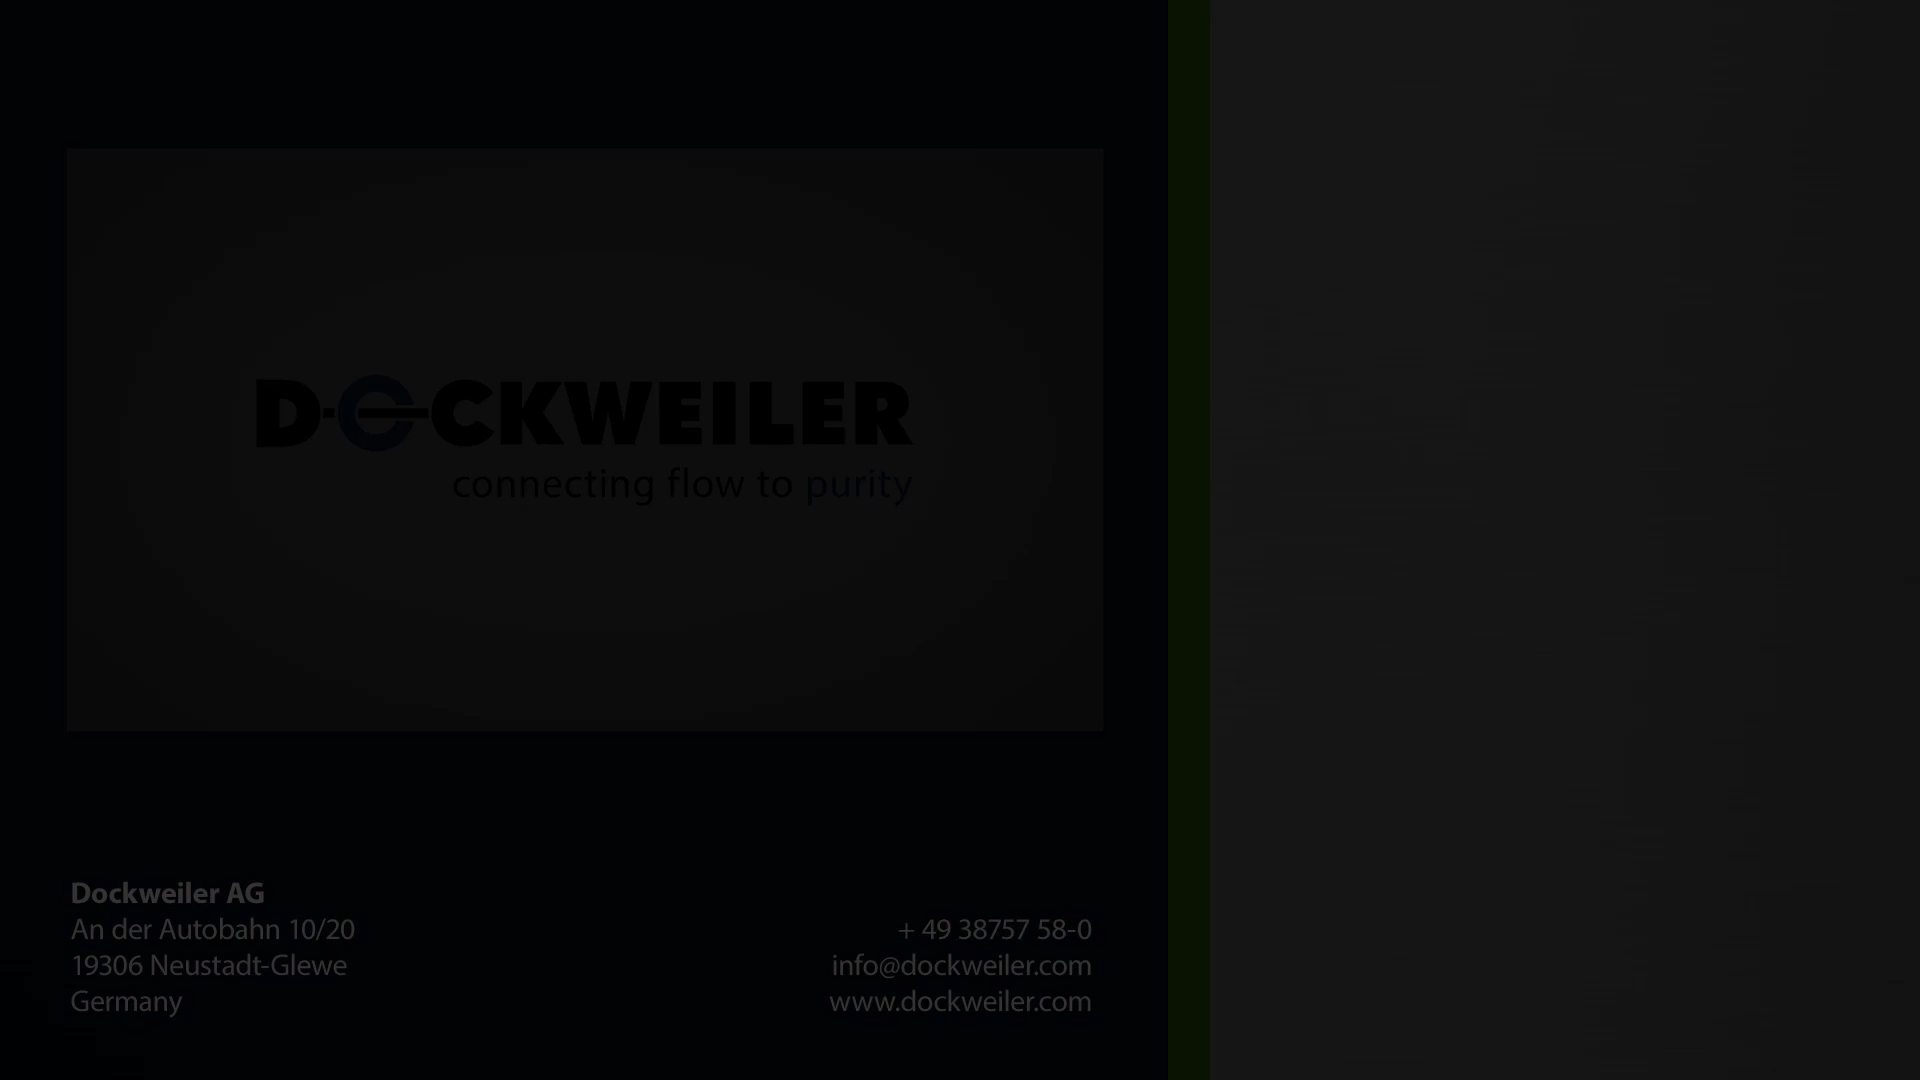 DOCKWEILER
connecting flow to purity
Dockweiler AG
An der Autobahn 10/20
19306 Neustadt-Glewe
Germany
+ 49 38757 58-0
info@dockweiler.com
www.dockweiler.com